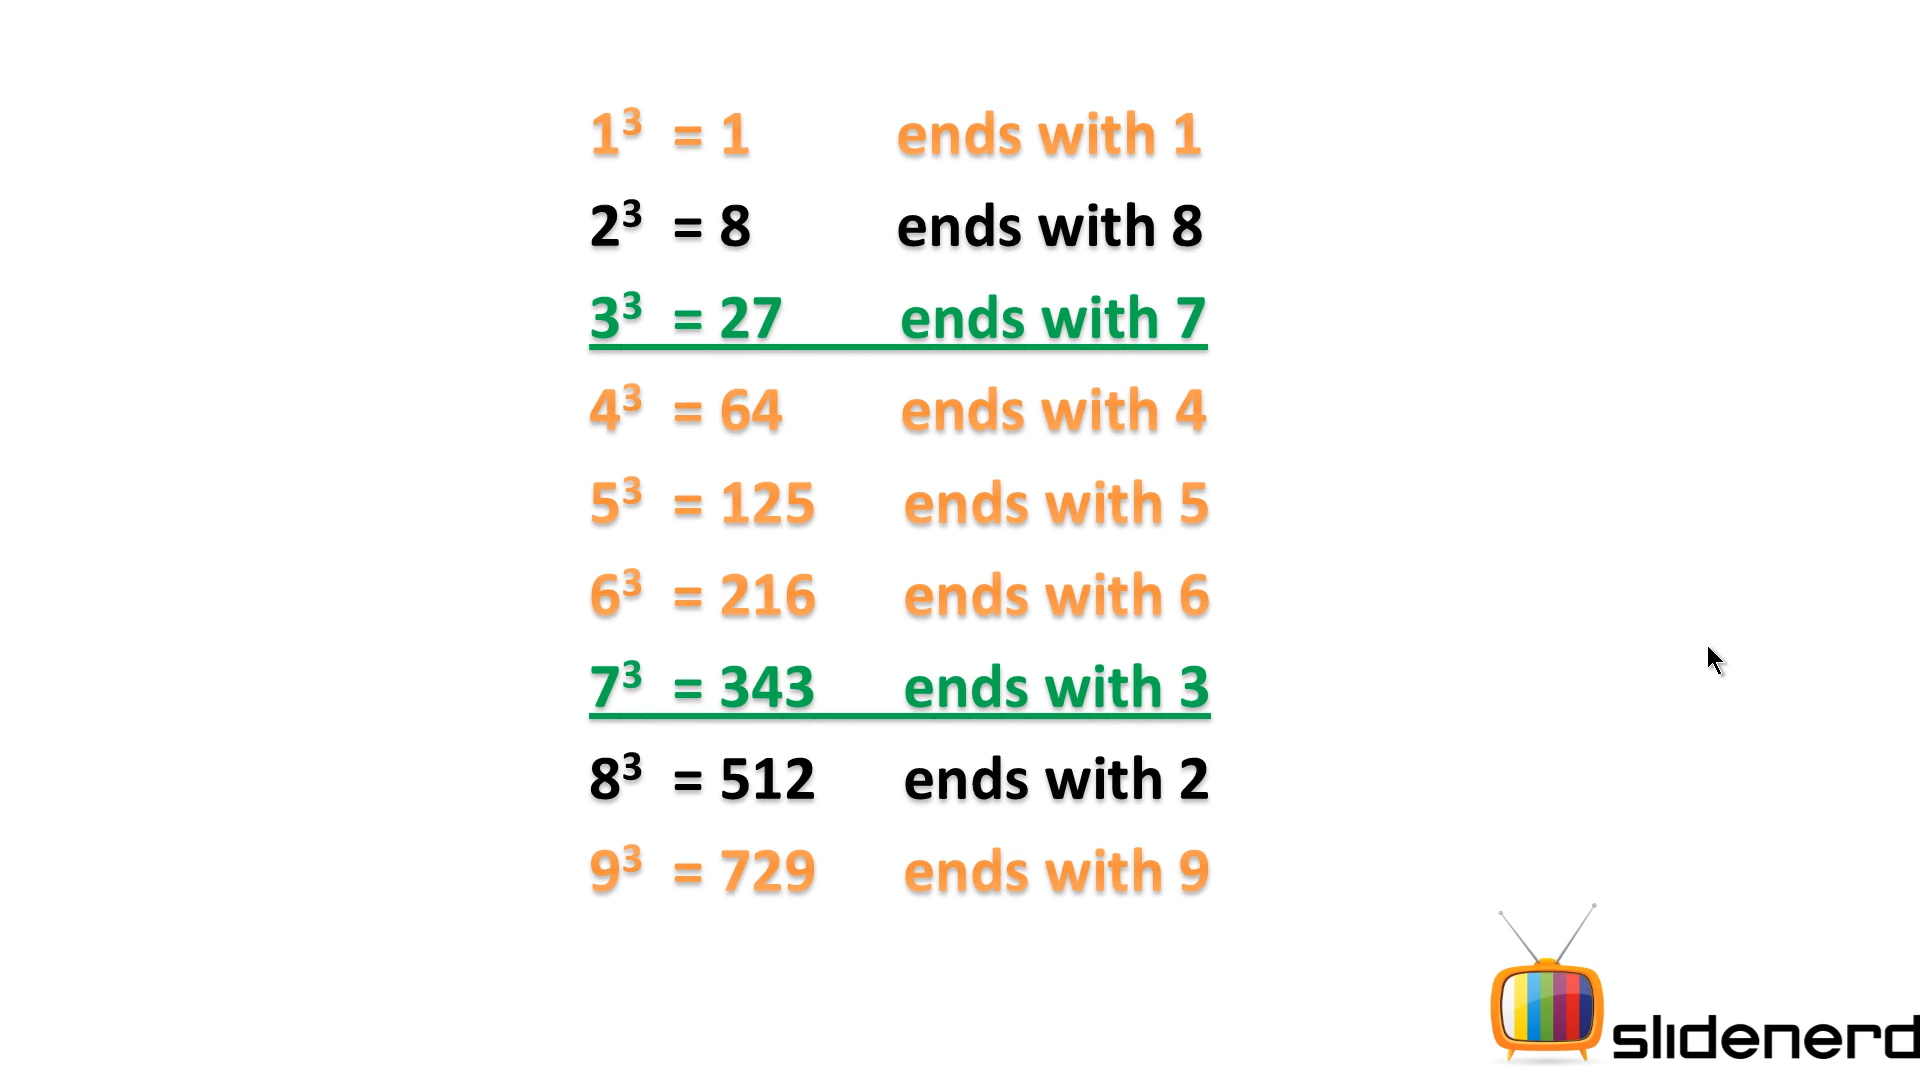 1³ = 1 ends with 1
2³ = 8 ends with 8
3³ = 27 ends with 7
4³ = 64 ends with 4
5³ = 125 ends with 5
6³ = 216 ends with 6
7³ = 343 ends with 3
8³ = 512 ends with 2
9³ = 729 ends with 9
slidenerd